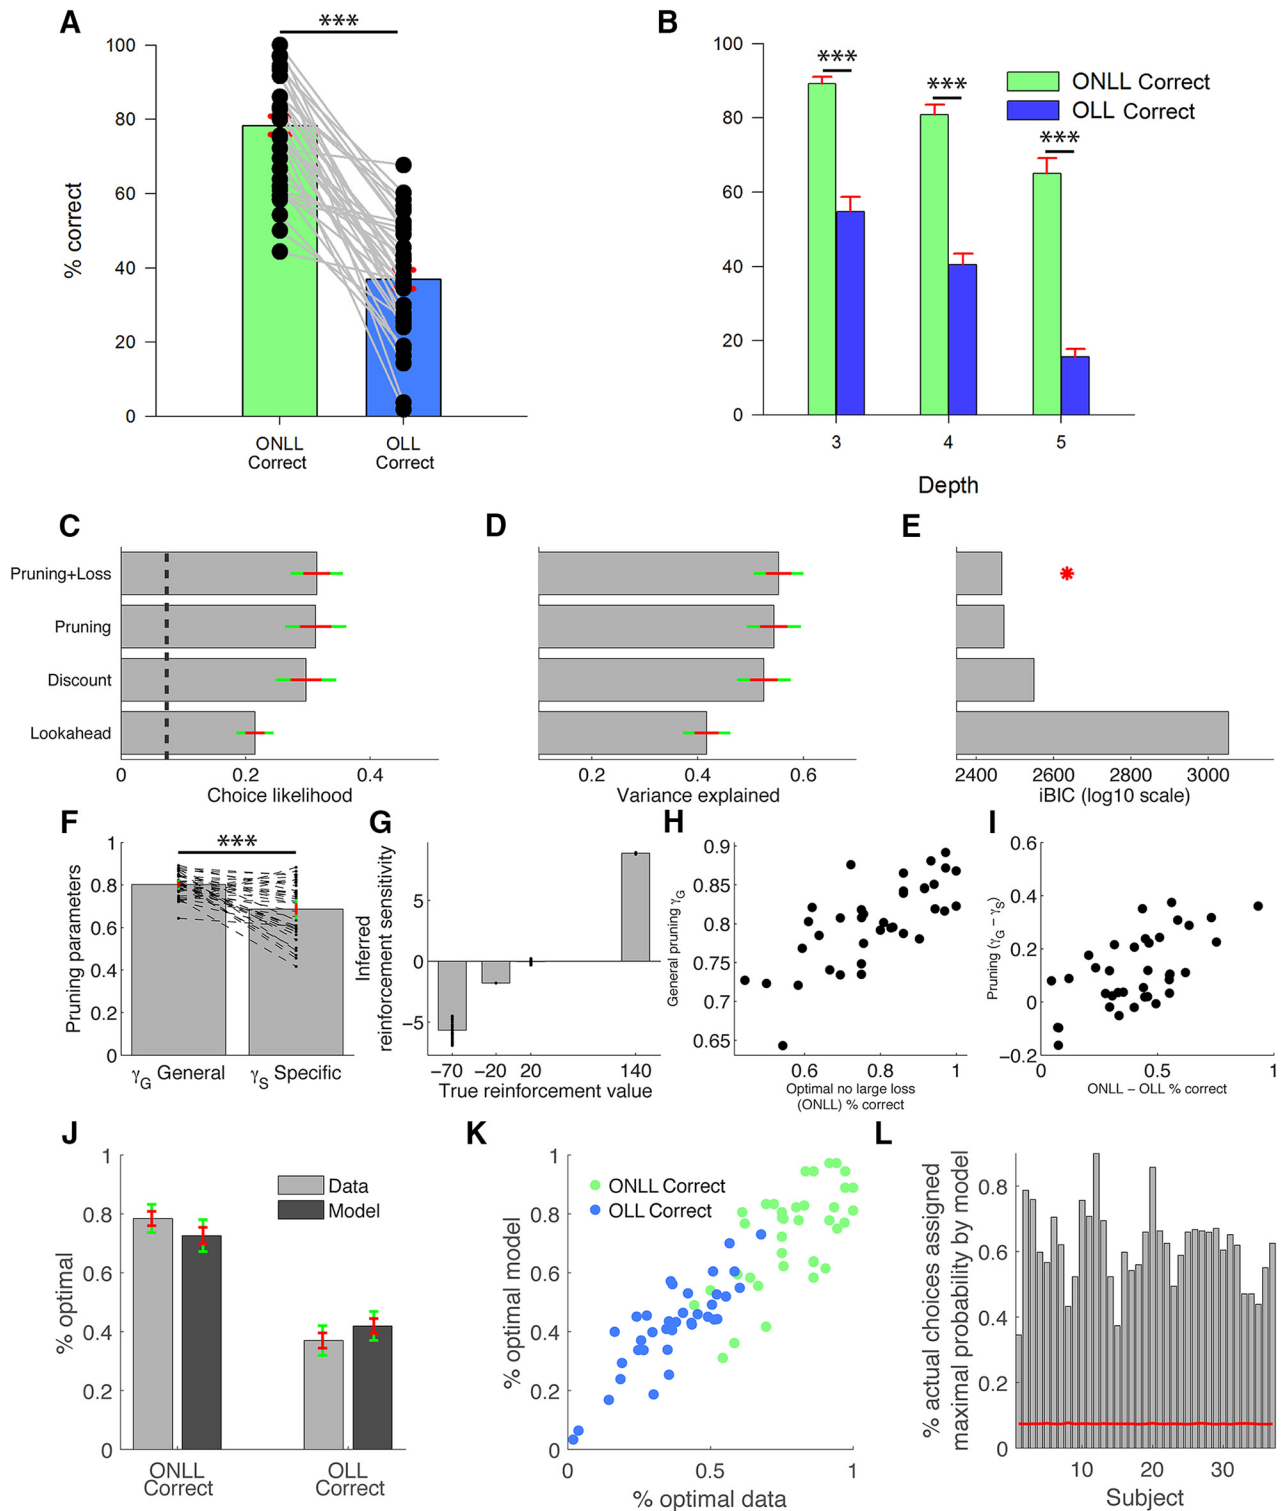 A
***
100
80
60
40
20
0
% correct
ONLL
Correct
OLL
Correct
B
***
***
***
ONLL Correct
OLL Correct
100
80
60
40
20
0
3
4
5
Depth
C
Pruning+Loss
Pruning
Discount
Lookahead
0
0.2
0.4
Choice likelihood
D
0.2
0.4
0.6
Variance explained
E
2400
2600
2800
3000
iBIC (log10 scale)
F
***
1
0.8
0.6
0.4
0.2
0
Pruning parameters
γG General
γS Specific
G
5
0
−5
Inferred
reinforcement sensitivity
−70
−20
20
140
True reinforcement value
H
0.9
0.85
0.8
0.75
0.7
0.65
General pruning γG
0.6
0.8
1
Optimal no large loss
(ONLL) % correct
I
0.6
0.4
0.2
0
−0.2
Pruning (γG − γS)
0
0.5
1
ONLL − OLL % correct
J
1
0.8
0.6
0.4
0.2
0
% optimal
Data
Model
ONLL
Correct
OLL
Correct
K
1
0.8
0.6
0.4
0.2
0
% optimal model
ONLL Correct
OLL Correct
0
0.5
1
% optimal data
L
0.8
0.6
0.4
0.2
0
% actual choices assigned
maximal probability by model
10
20
30
Subject